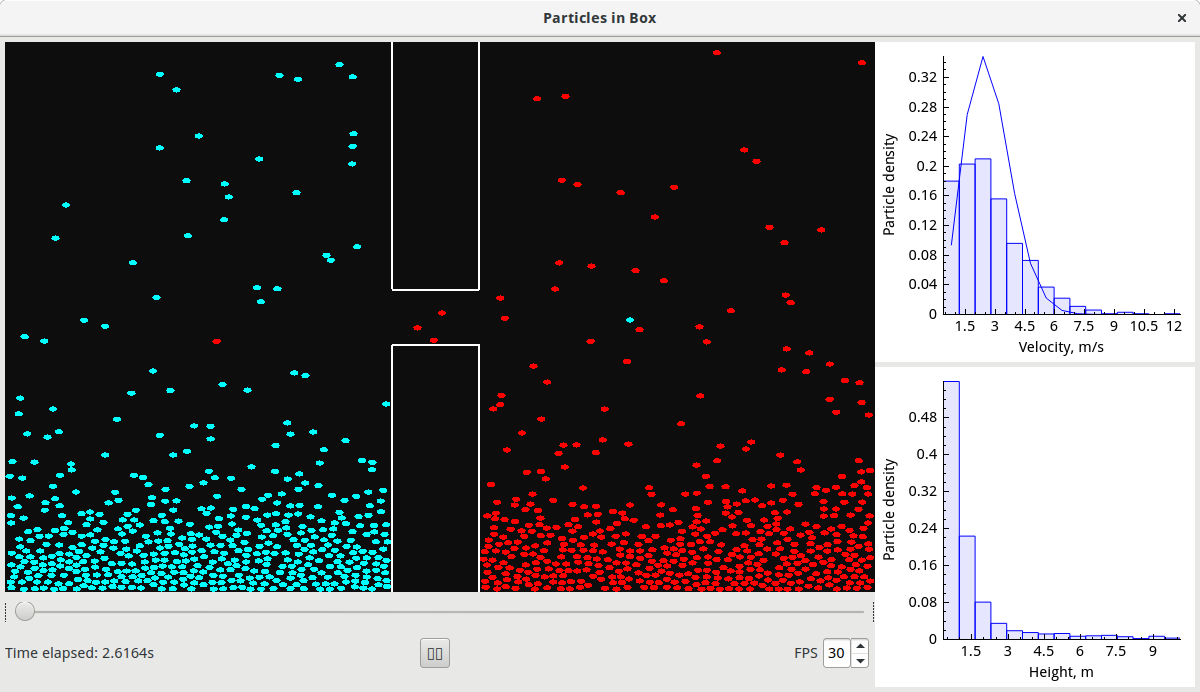 Particles in Box
×
0.32
0.28
0.24
0.2
0.16
0.12
0.08
0.04
0
Particle density
1.5 3 4.5 6 7.5 9 10.5 12
Velocity, m/s
0.48
0.4
0.32
0.24
0.16
0.08
0
Particle density
1.5 3 4.5 6 7.5 9
Height, m
Time elapsed: 2.6164s
FPS 30